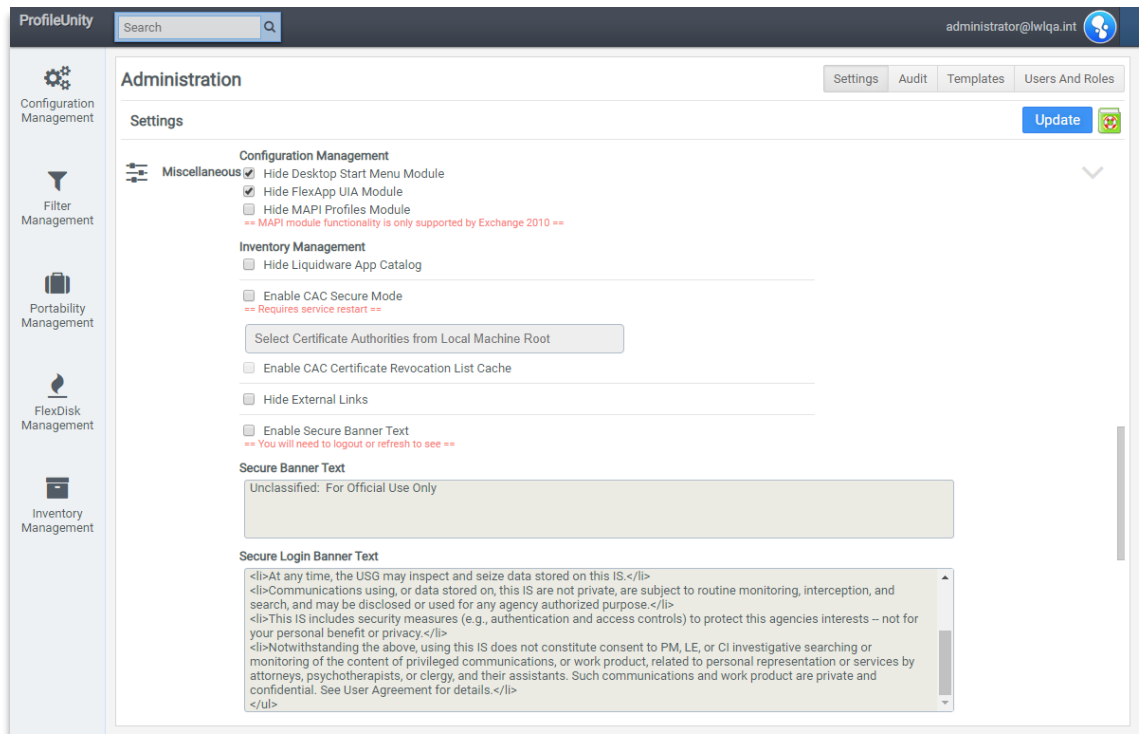 ProfileUnity
Search
administrator@lwlqa.int
Configuration
Management
Filter
Management
Portability
Management
FlexDisk
Management
Inventory
Management
Administration
Settings
Audit
Templates
Users And Roles
Settings
Update
Miscellaneous
Configuration Management
Hide Desktop Start Menu Module
Hide FlexApp UIA Module
Hide MAPI Profiles Module
== MAPI module functionality is only supported by Exchange 2010 ==
Inventory Management
Hide Liquidware App Catalog
Enable CAC Secure Mode
== Requires service restart ==
Select Certificate Authorities from Local Machine Root
Enable CAC Certificate Revocation List Cache
Hide External Links
Enable Secure Banner Text
== You will need to logout or refresh to see ==
Secure Banner Text
Unclassified:  For Official Use Only
Secure Login Banner Text
<li>At any time, the USG may inspect and seize data stored on this IS.</li>
<li>Communications using, or data stored on, this IS are not private, are subject to routine monitoring, interception, and
search, and may be disclosed or used for any agency authorized purpose.</li>
<li>This IS includes security measures (e.g., authentication and access controls) to protect this agencies interests -- not for
your personal benefit or privacy.</li>
<li>Notwithstanding the above, using this IS does not constitute consent to PM, LE, or CI investigative searching or
monitoring of the content of privileged communications, or work product, related to personal representation or services by
attorneys, psychotherapists, or clergy, and their assistants. Such communications and work product are private and
confidential. See User Agreement for details.</li>
</ul>